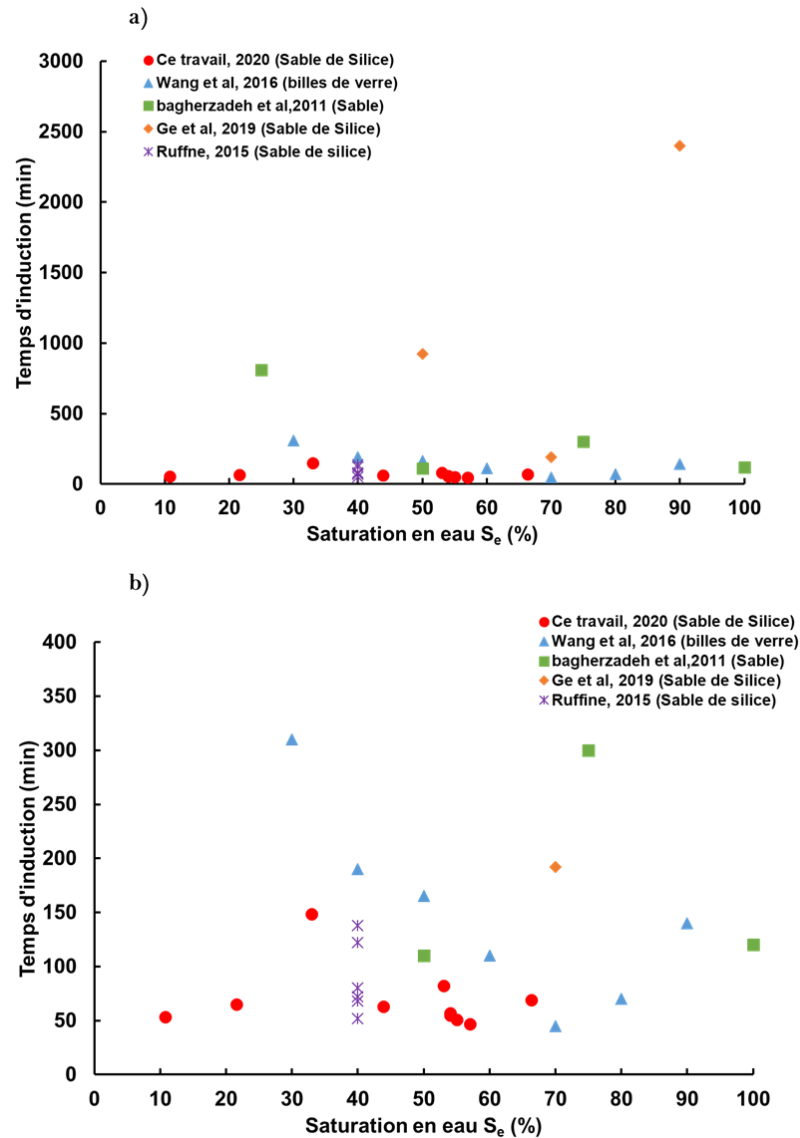 a)
Ce travail, 2020 (Sable de Silice)
Wang et al, 2016 (billes de verre)
bagherzadeh et al,2011 (Sable)
Ge et al, 2019 (Sable de Silice)
Ruffne, 2015 (Sable de silice)
Temps d'induction (min)
3000
2500
2000
1500
1000
500
0
0 10 20 30 40 50 60 70 80 90 100
Saturation en eau Se (%)
b)
Ce travail, 2020 (Sable de Silice)
Wang et al, 2016 (billes de verre)
bagherzadeh et al,2011 (Sable)
Ge et al, 2019 (Sable de Silice)
Ruffine, 2015 (Sable de silice)
Temps d'induction (min)
400
350
300
250
200
150
100
50
0
0 10 20 30 40 50 60 70 80 90 100
Saturation en eau Se (%)